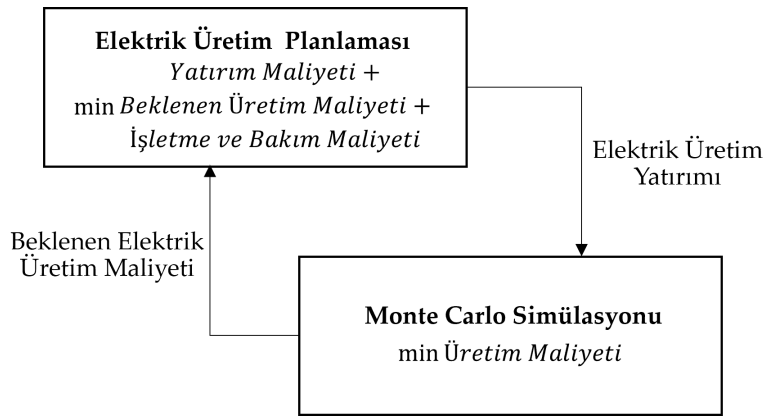 Elektrik Üretim Planlaması
Yatırım Maliyeti +
min Beklenen Üretim Maliyeti +
İşletme ve Bakım Maliyeti
Elektrik Üretim
Yatırımı
Beklenen Elektrik
Üretim Maliyeti
Monte Carlo Simülasyonu
min Üretim Maliyeti